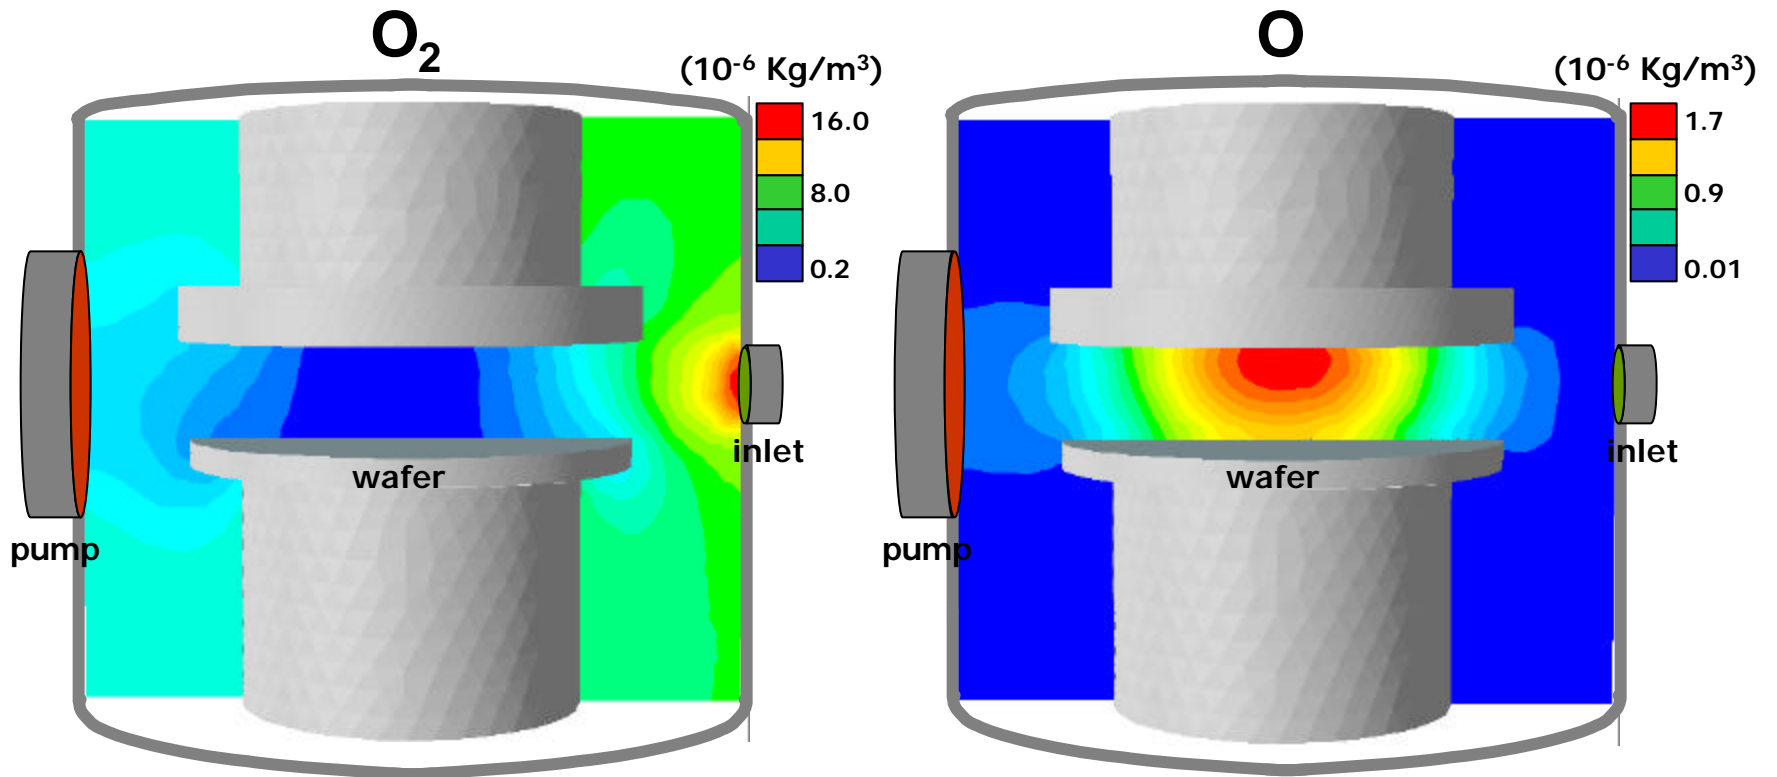 O₂
(10⁻⁶ Kg/m³)
16.0
8.0
0.2
inlet
wafer
pump
O
(10⁻⁶ Kg/m³)
1.7
0.9
0.01
inlet
wafer
pump